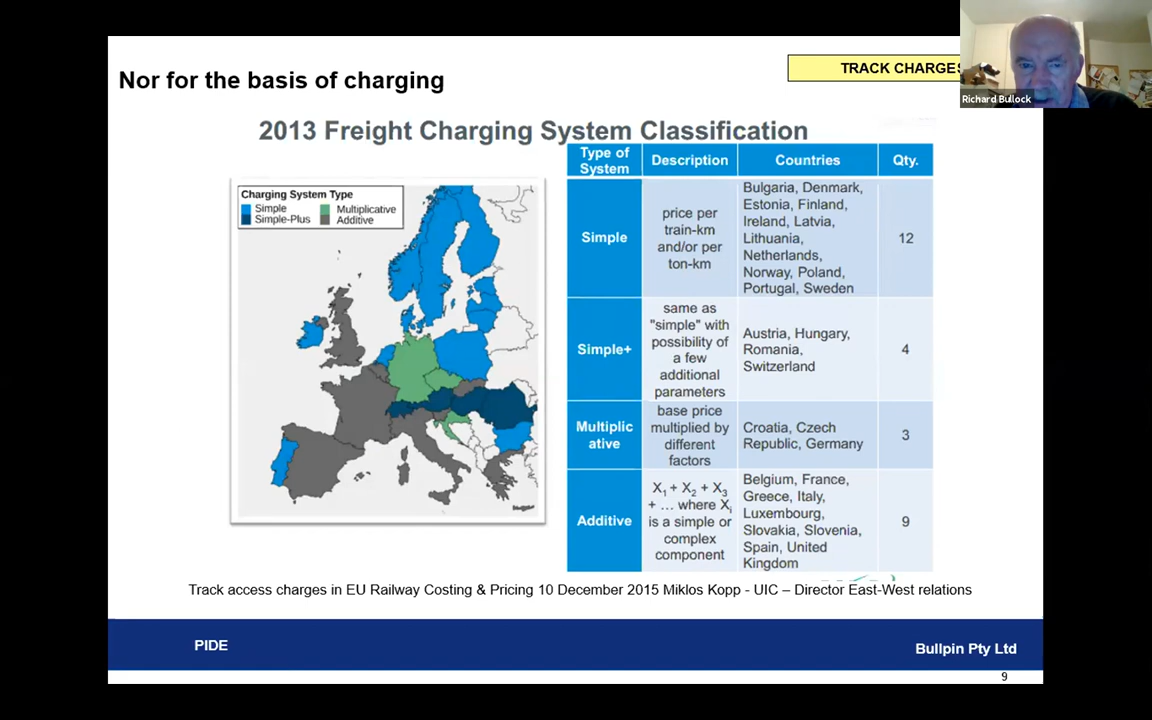 Nor for the basis of charging
TRACK CHARGES
Richard Bullock
2013 Freight Charging System Classification
Charging System Type
Simple
Multiplicative
Simple-Plus
Additive
Type of
System
Description
Countries
Qty.
Simple
price per
train-km
and/or per
ton-km
Bulgaria, Denmark,
Estonia, Finland,
Ireland, Latvia,
Lithuania,
Netherlands,
Norway, Poland,
Portugal, Sweden
12
Simple+
same as
"simple" with
possibility of
a few
additional
parameters
Austria, Hungary,
Romania,
Switzerland
4
Multiplic
ative
base price
multiplied by
different
factors
Croatia, Czech
Republic, Germany
3
Additive
X1 + X2 + X3
+ ... where Xi
is a simple or
complex
component
Belgium, France,
Greece, Italy,
Luxembourg,
Slovakia, Slovenia,
Spain, United
Kingdom
9
Track access charges in EU Railway Costing & Pricing 10 December 2015 Miklos Kopp - UIC – Director East-West relations
PIDE
Bullpin Pty Ltd
9